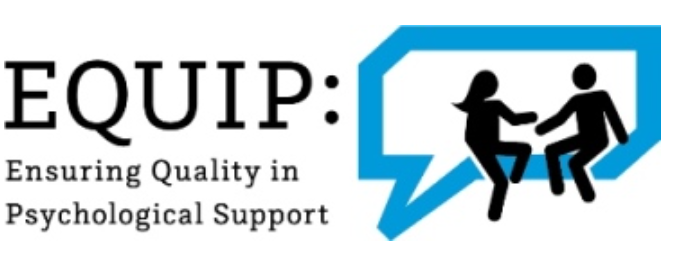 EQUIP:
Ensuring Quality in
Psychological Support